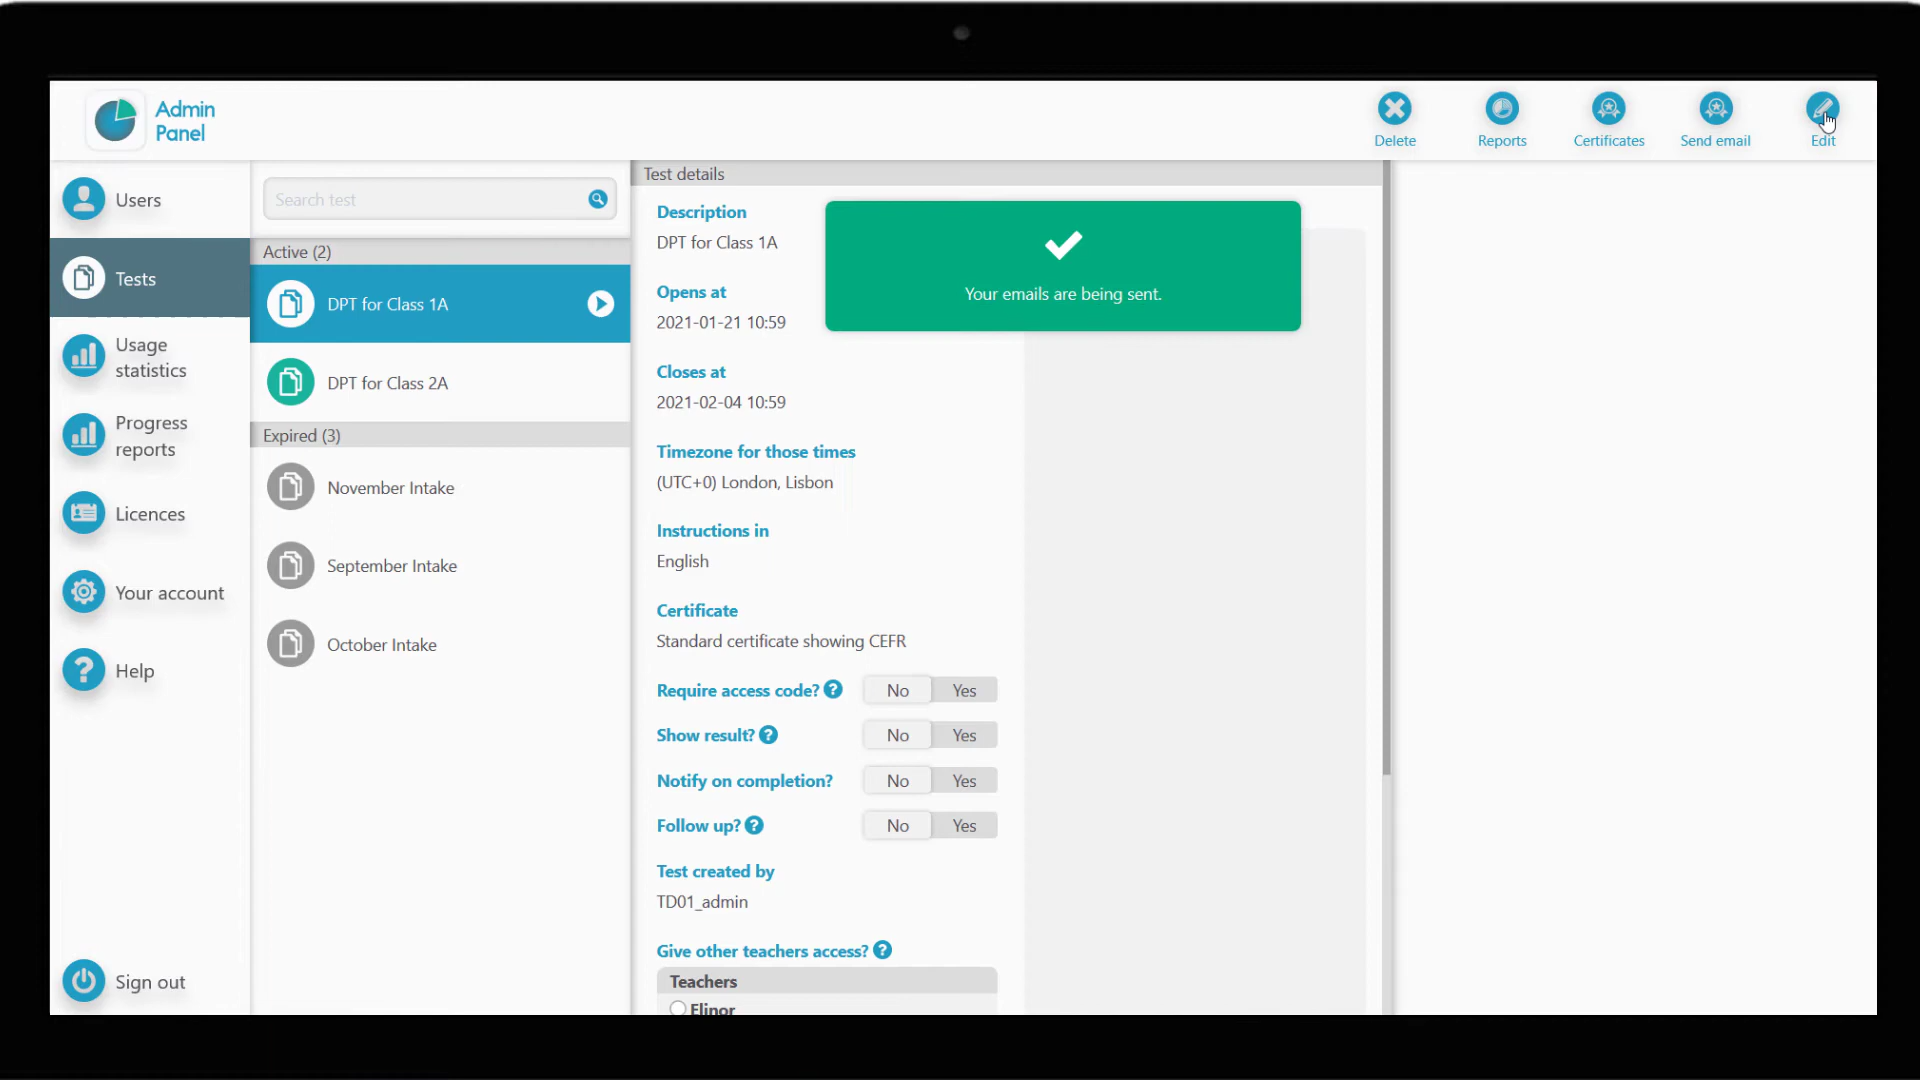 Admin
Panel
Delete
Reports
Certificates
Send email
Edit
Users
Tests
Usage
statistics
Progress
reports
Licences
Your account
Help
Sign out
Search test
Active (2)
DPT for Class 1A
DPT for Class 2A
Expired (3)
November Intake
September Intake
October Intake
Test details
Description
DPT for Class 1A
Opens at
2021-01-21 10:59
Closes at
2021-02-04 10:59
Timezone for those times
(UTC+0) London, Lisbon
Instructions in
English
Certificate
Standard certificate showing CEFR
Require access code? ? No Yes
Show result? ? No Yes
Notify on completion? No Yes
Follow up? ? No Yes
Test created by
TD01_admin
Give other teachers access? ?
Teachers
Elinor
Your emails are being sent.